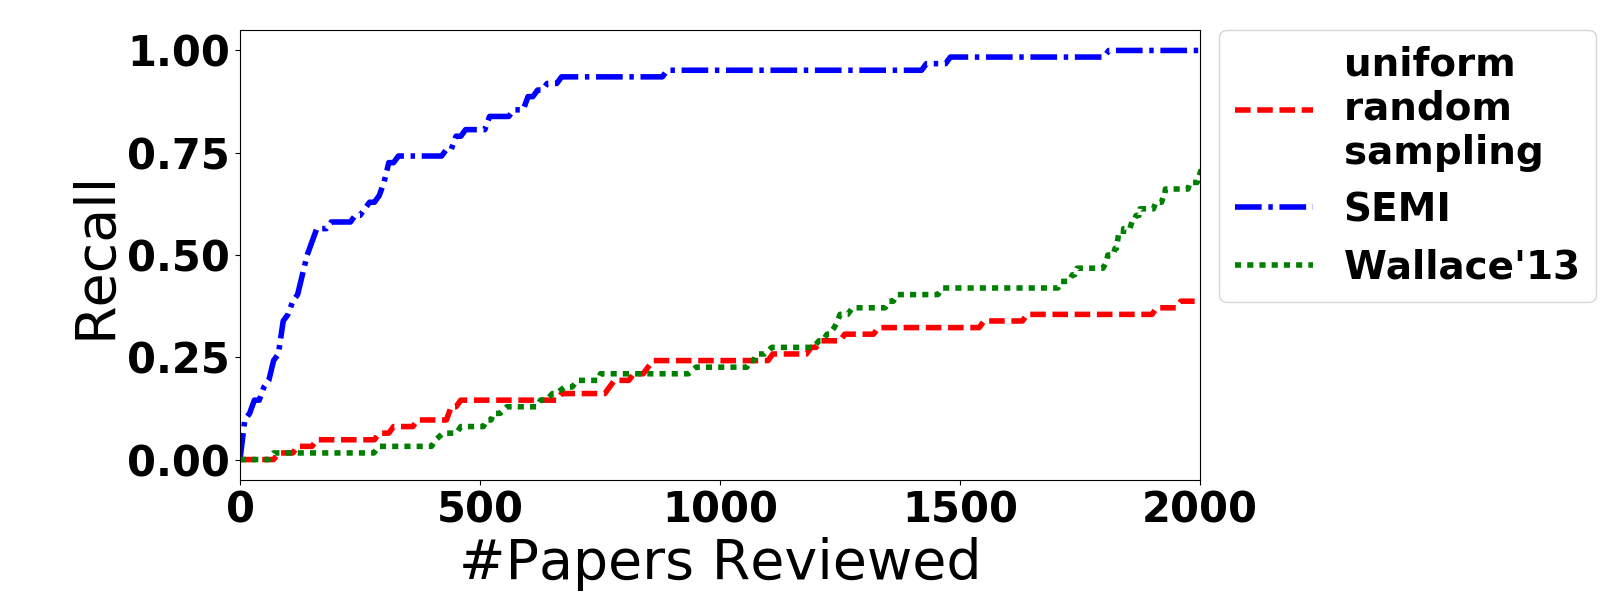 1.00
0.75
0.50
0.25
0.00
Recall
0 500 1000 1500 2000
#Papers Reviewed
uniform
random
sampling
SEMI
Wallace'13